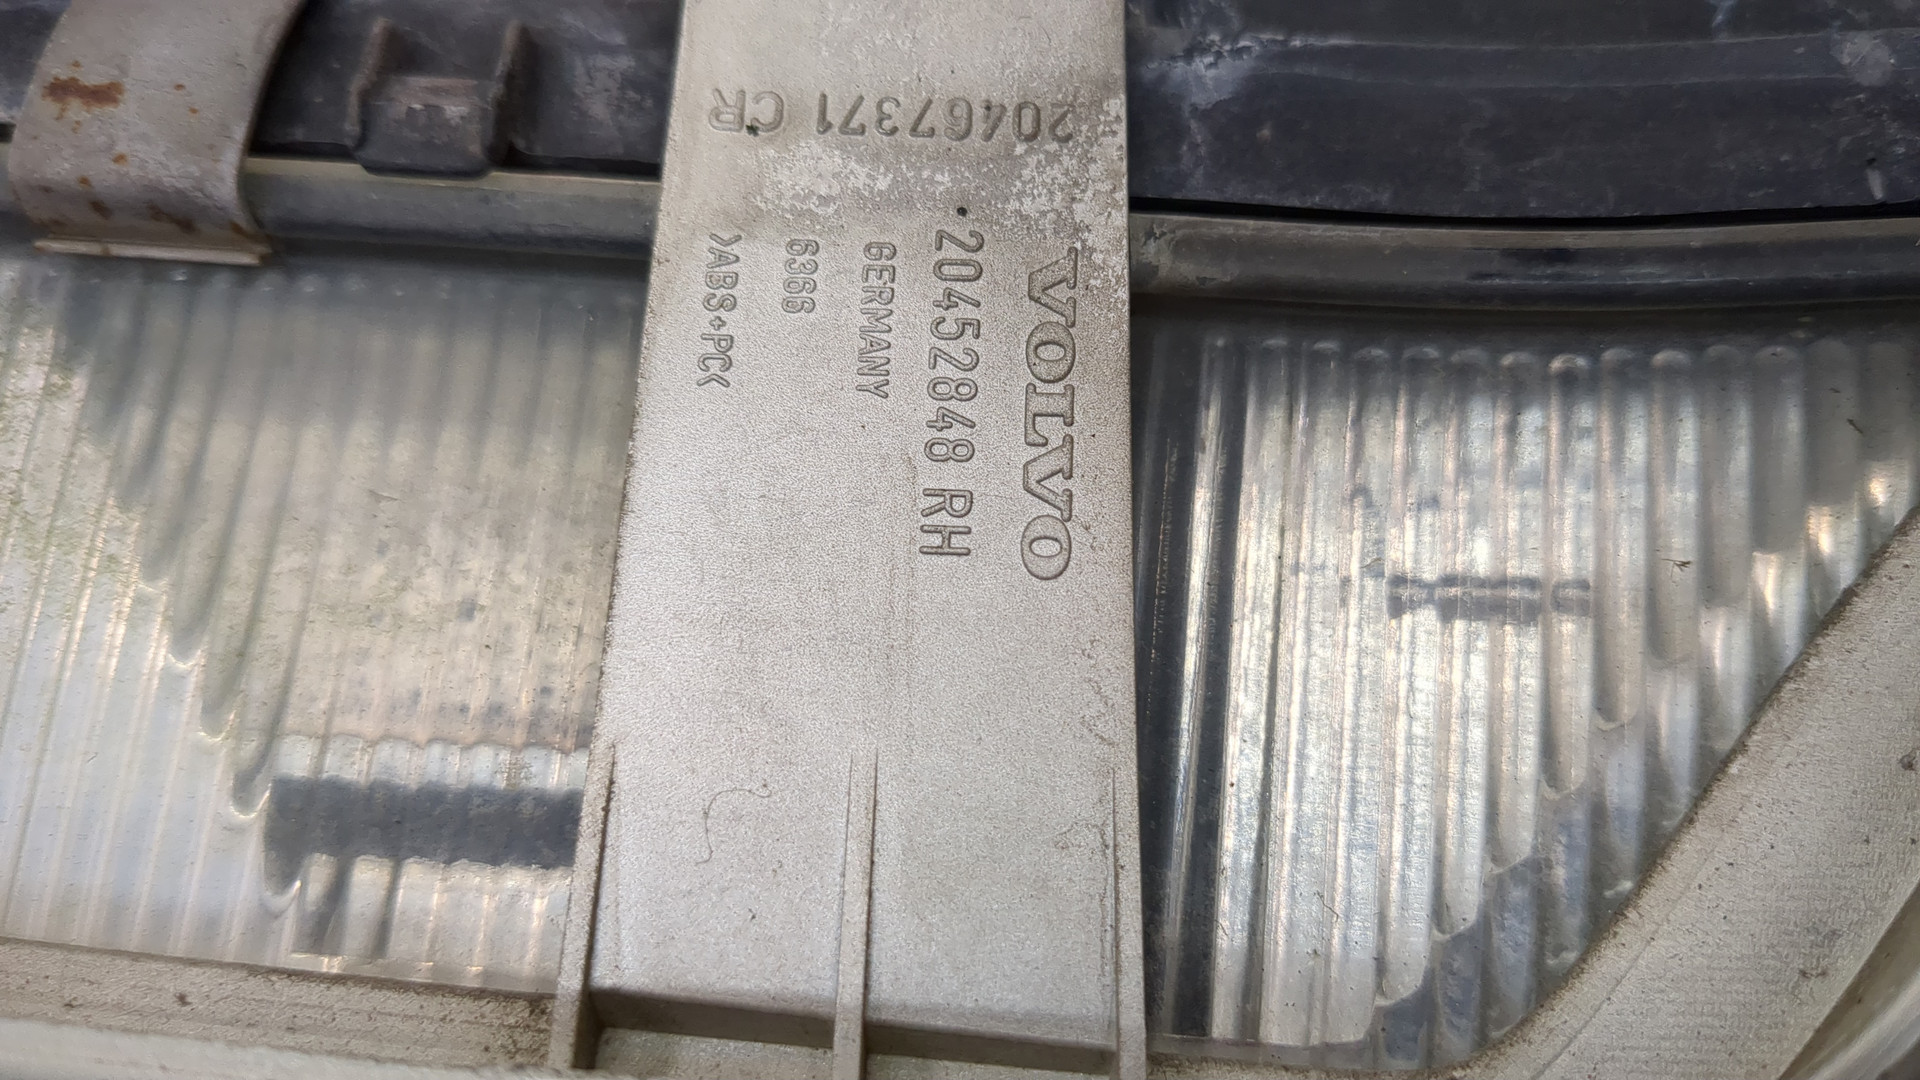 VOLVO
20452848 RH
GERMANY
6366
>ABS+PC<
20467371 CR